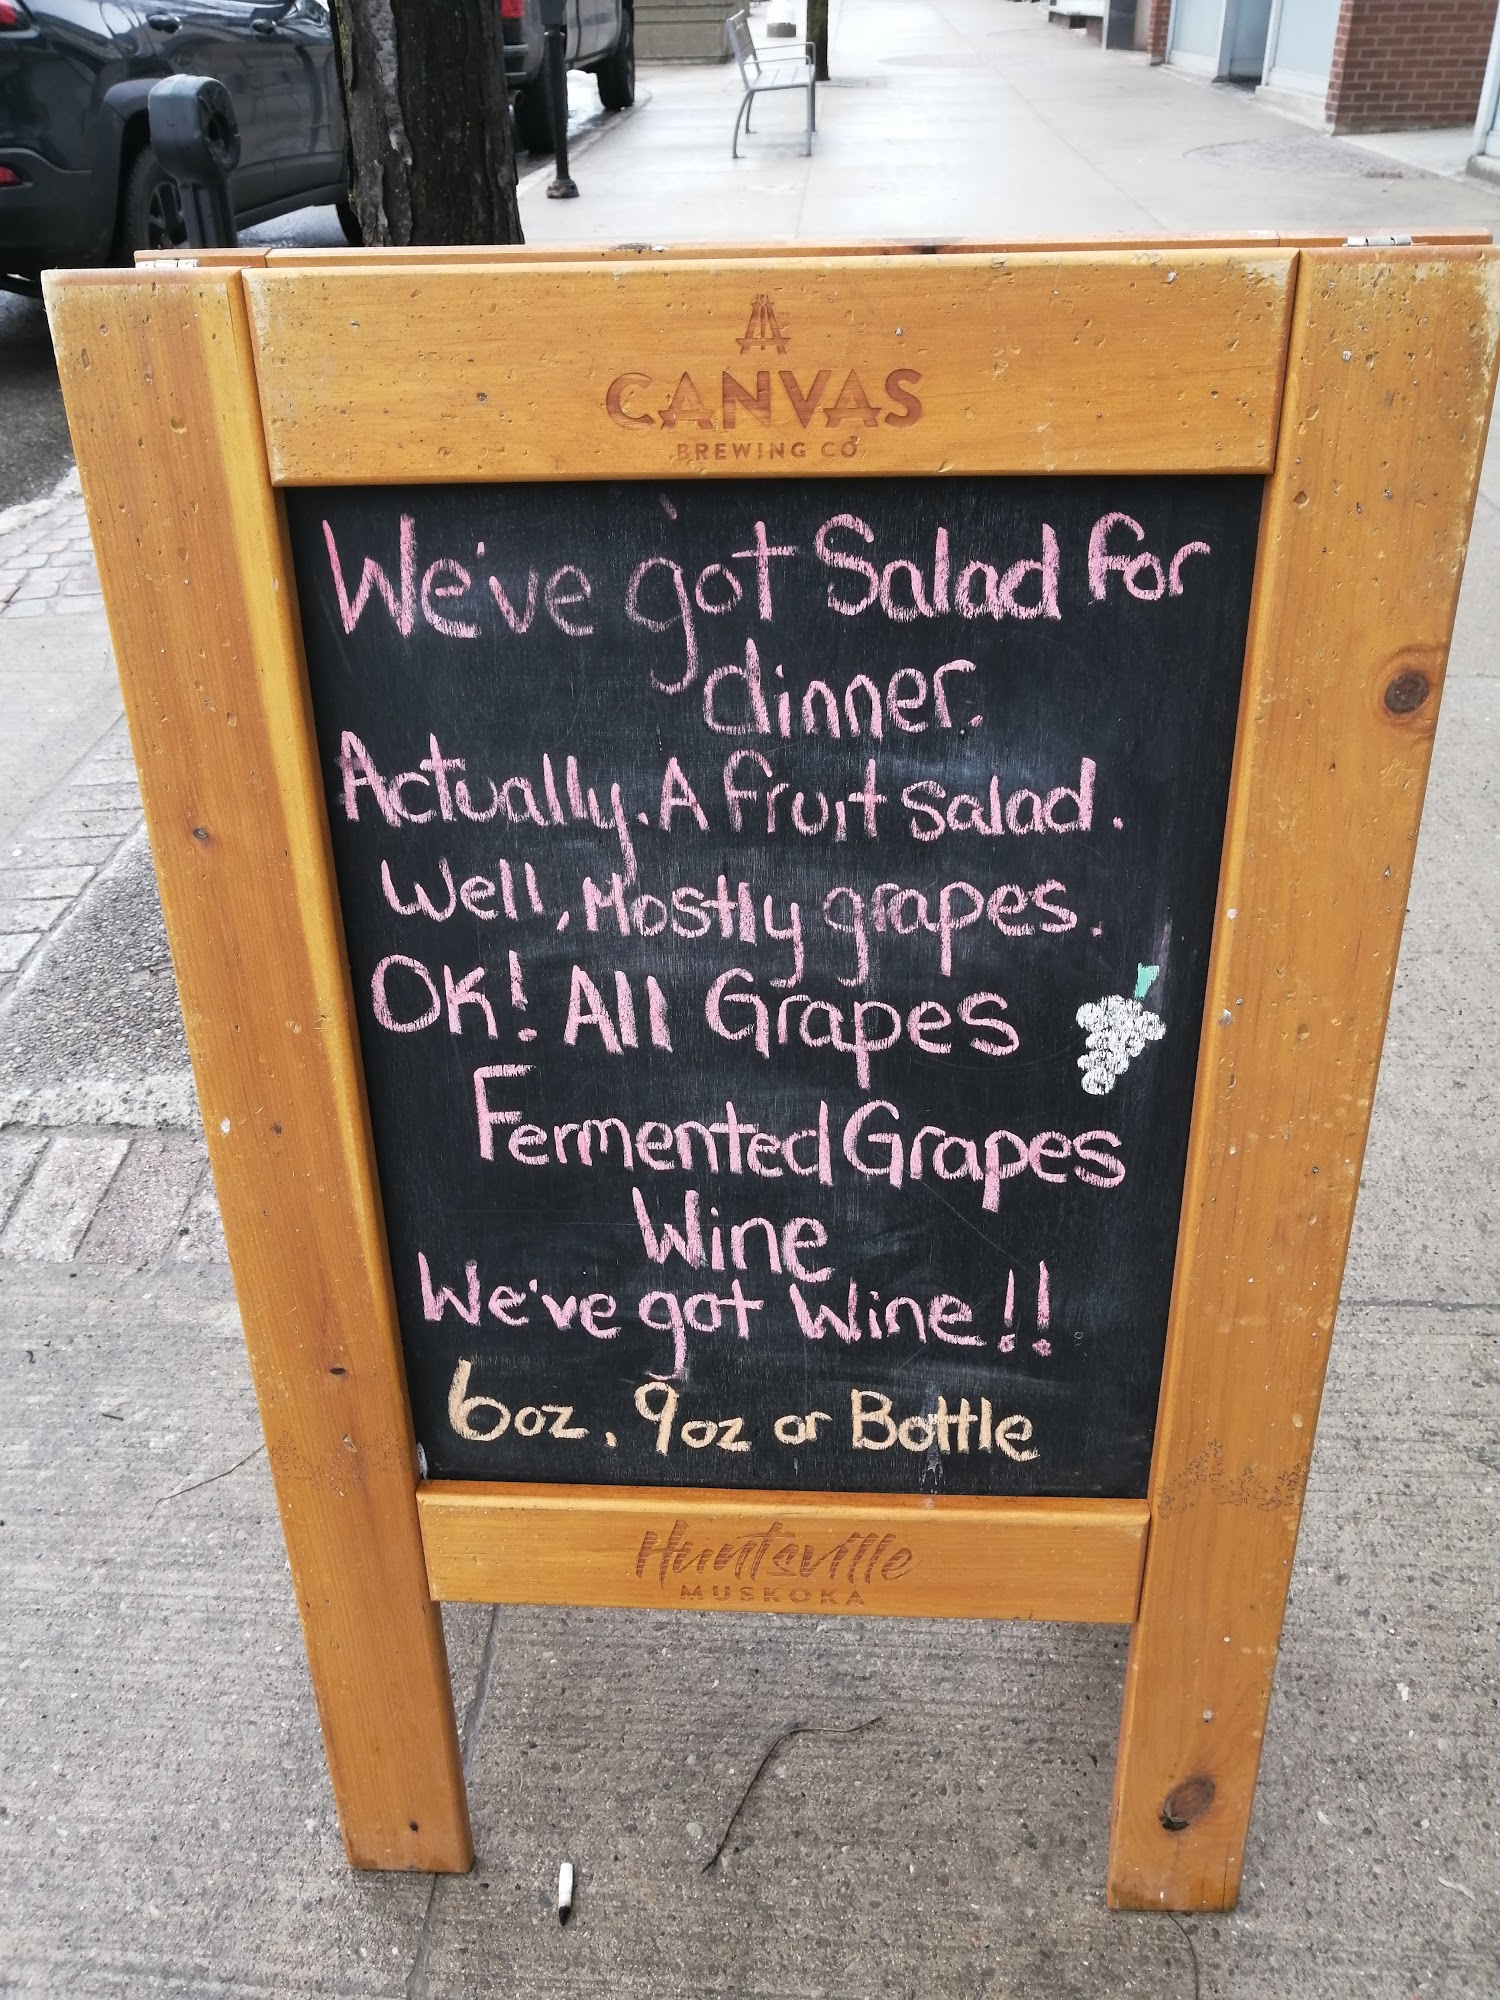 CANVAS
BREWING CO
We've got Salad for
dinner.
Actually. A fruit salad.
Well, Mostly grapes.
OK! All Grapes
Fermented Grapes
Wine
We've got Wine!!
6oz, 9oz or Bottle
Huntsville
MUSKOKA